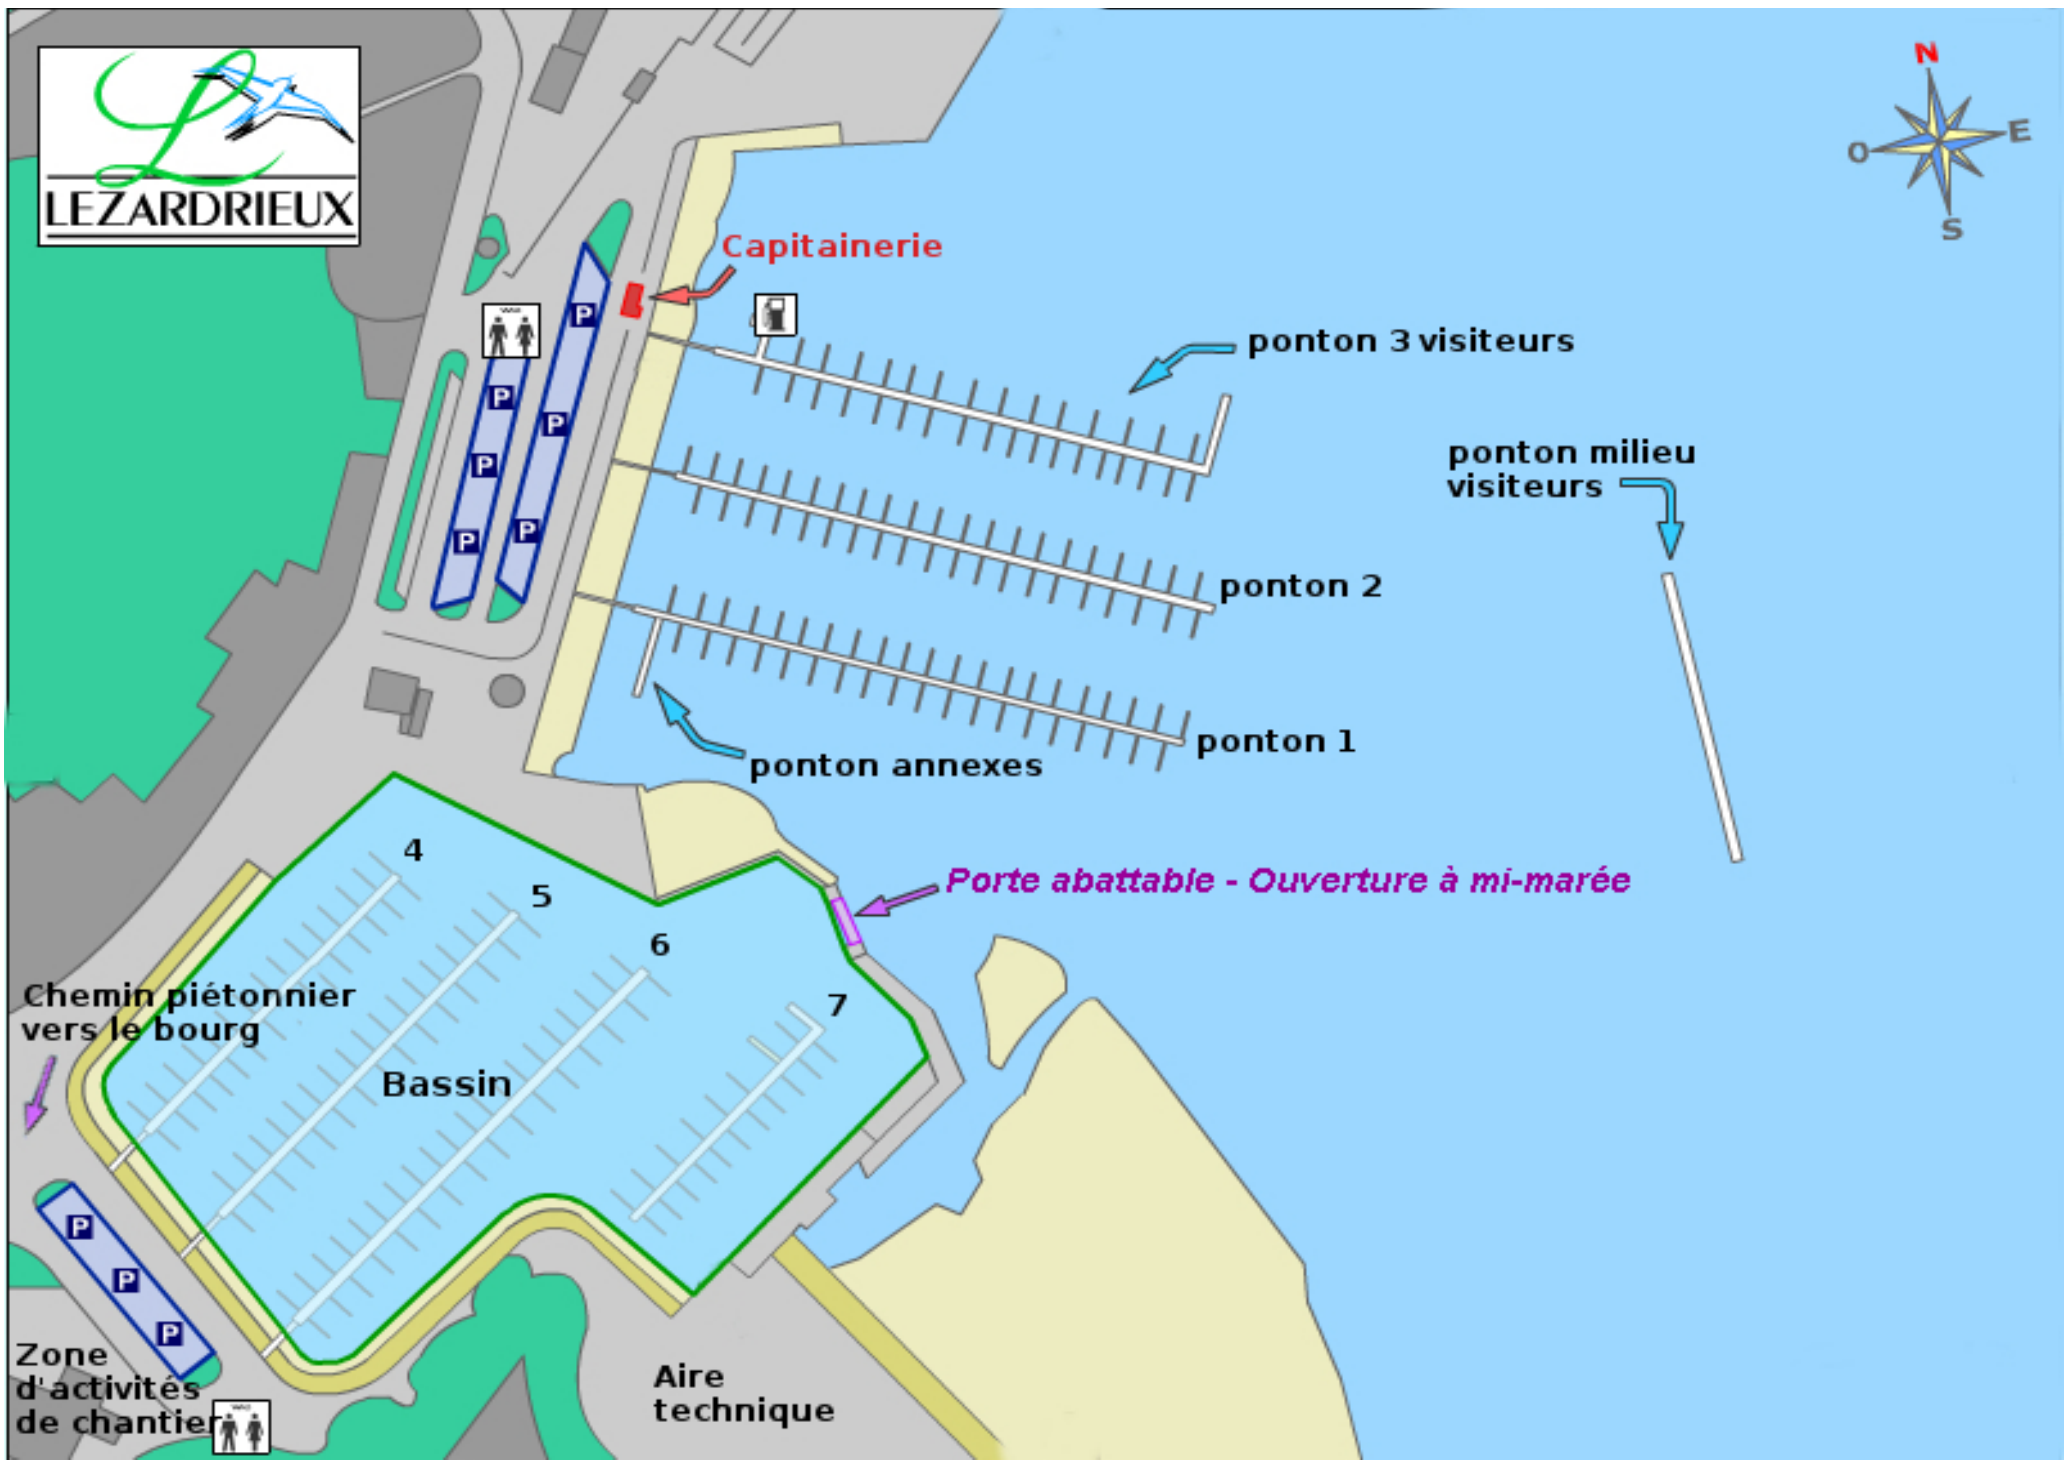 LEZARDRIEUX
N
O
E
S
Capitainerie
P
P
P
P
P
P
ponton 3 visiteurs
ponton milieu
visiteurs
ponton 2
ponton 1
ponton annexes
4
5
6
7
Porte abattable - Ouverture à mi-marée
Chemin piétonnier
vers le bourg
Bassin
P
P
P
Zone
d'activités
de chantier
Aire
technique